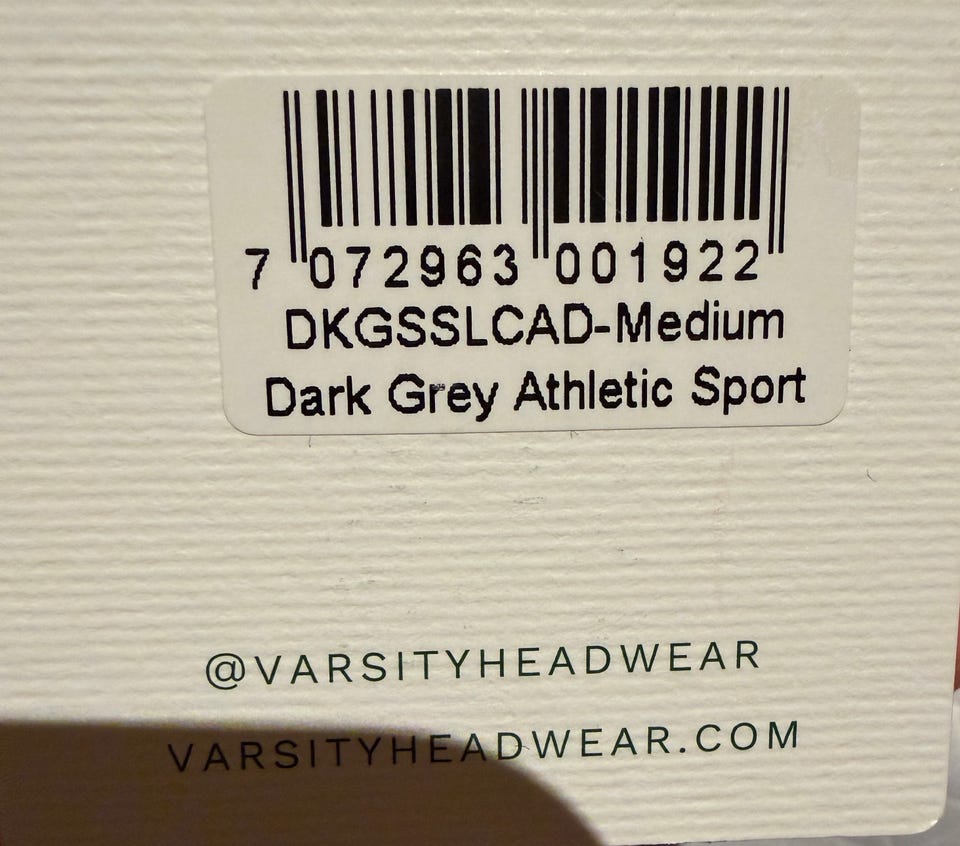 7 072963 001922
DKGSSLCAD-Medium
Dark Grey Athletic Sport
@VARSITYHEADWEAR
VARSITYHEADWEAR.COM